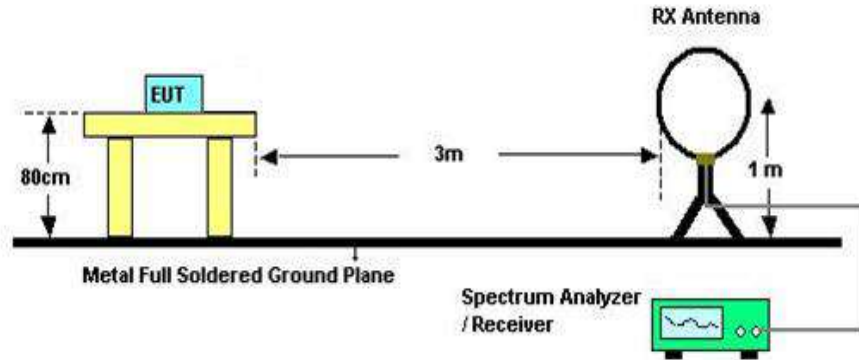 RX Antenna
EUT
80cm
3m
1 m
Metal Full Soldered Ground Plane
Spectrum Analyzer
/ Receiver